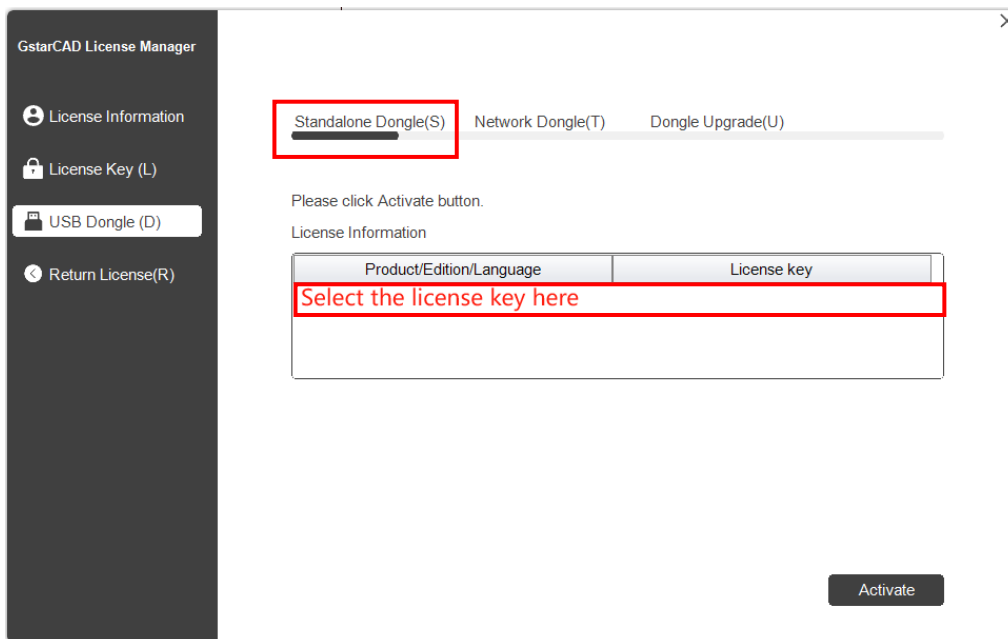 GstarCAD License Manager
License Information
License Key (L)
USB Dongle (D)
Return License(R)
Standalone Dongle(S) Network Dongle(T) Dongle Upgrade(U)
Please click Activate button.
License Information
Product/Edition/Language License key
Select the license key here
Activate